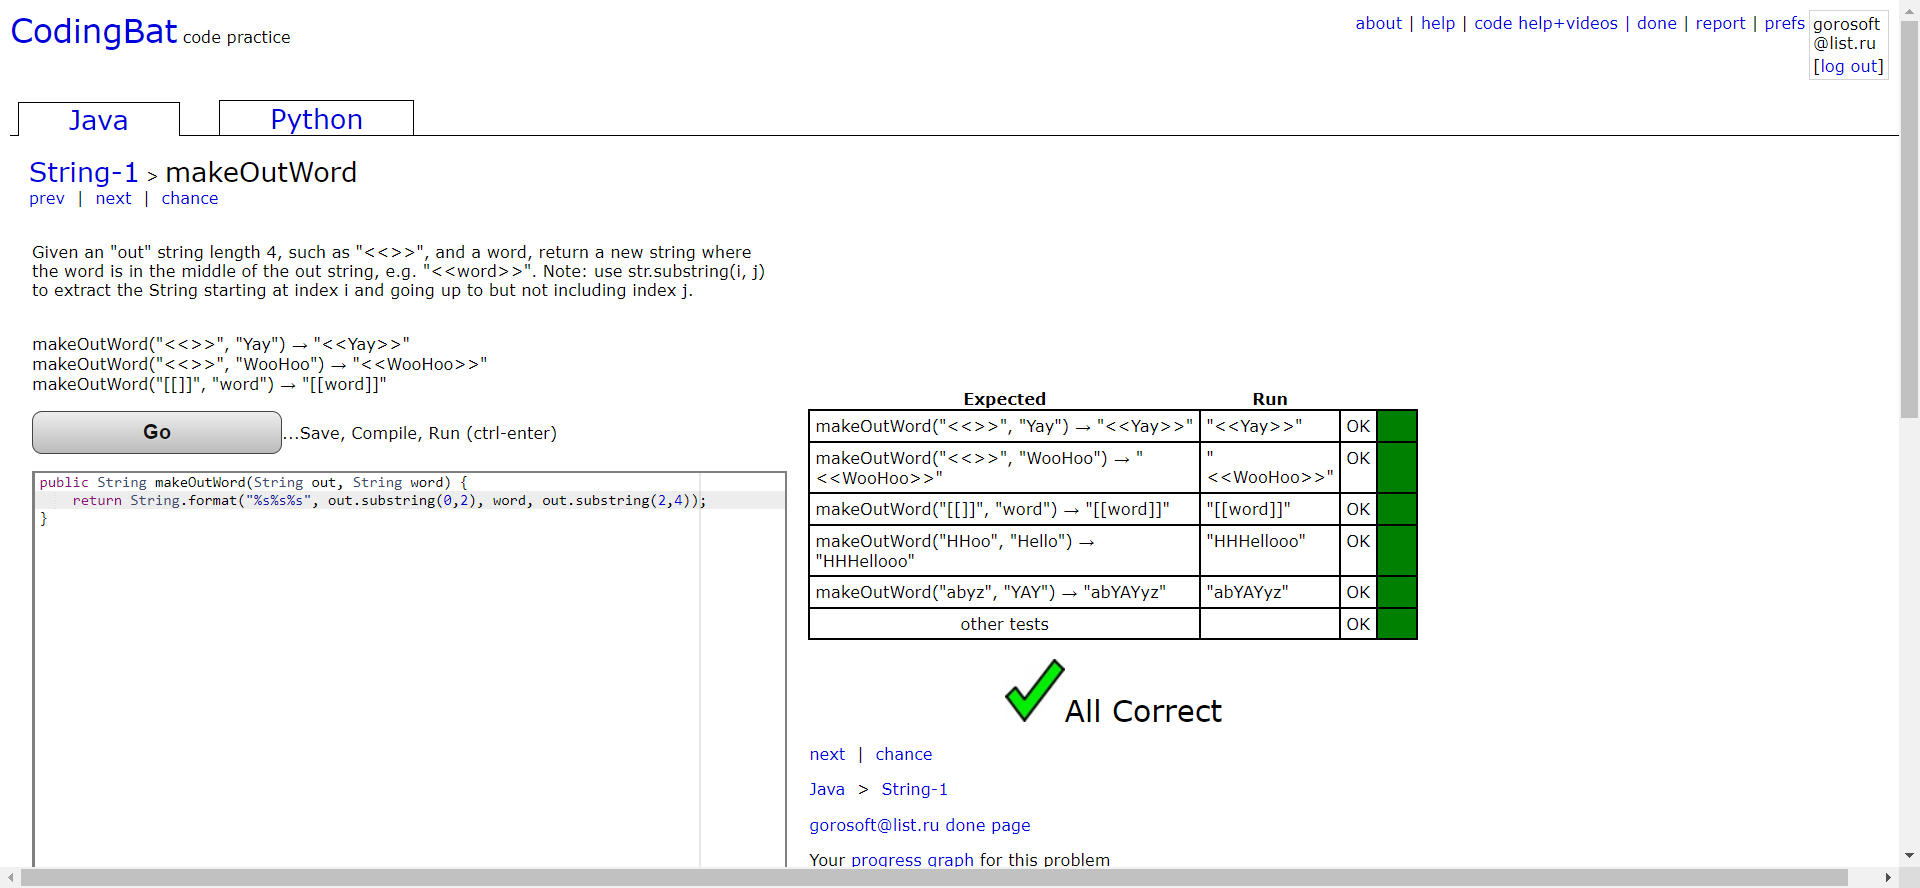 CodingBat code practice
about | help | code help+videos | done | report | prefs
gorosoft
@list.ru
[log out]
Java
Python
String-1 > makeOutWord
prev | next | chance
Given an "out" string length 4, such as "<<>>", and a word, return a new string where
the word is in the middle of the out string, e.g. "<<word>>". Note: use str.substring(i, j)
to extract the String starting at index i and going up to but not including index j.
makeOutWord("<<>>", "Yay") → "<<Yay>>"
makeOutWord("<<>>", "WooHoo") → "<<WooHoo>>"
makeOutWord("[[]]", "word") → "[[word]]"
Go ...Save, Compile, Run (ctrl-enter)
public String makeOutWord(String out, String word) {
    return String.format("%s%s%s", out.substring(0,2), word, out.substring(2,4));
}
Expected Run
makeOutWord("<<>>", "Yay") → "<<Yay>>" "<<Yay>>" OK
makeOutWord("<<>>", "WooHoo") → " " OK
<<WooHoo>>" <<WooHoo>>"
makeOutWord("[[]]", "word") → "[[word]]" "[[word]]" OK
makeOutWord("HHoo", "Hello") → "HHHellooo" OK
"HHHellooo"
makeOutWord("abyz", "YAY") → "abYAYyz" "abYAYyz" OK
other tests OK
All Correct
next | chance
Java > String-1
gorosoft@list.ru done page
Your progress graph for this problem